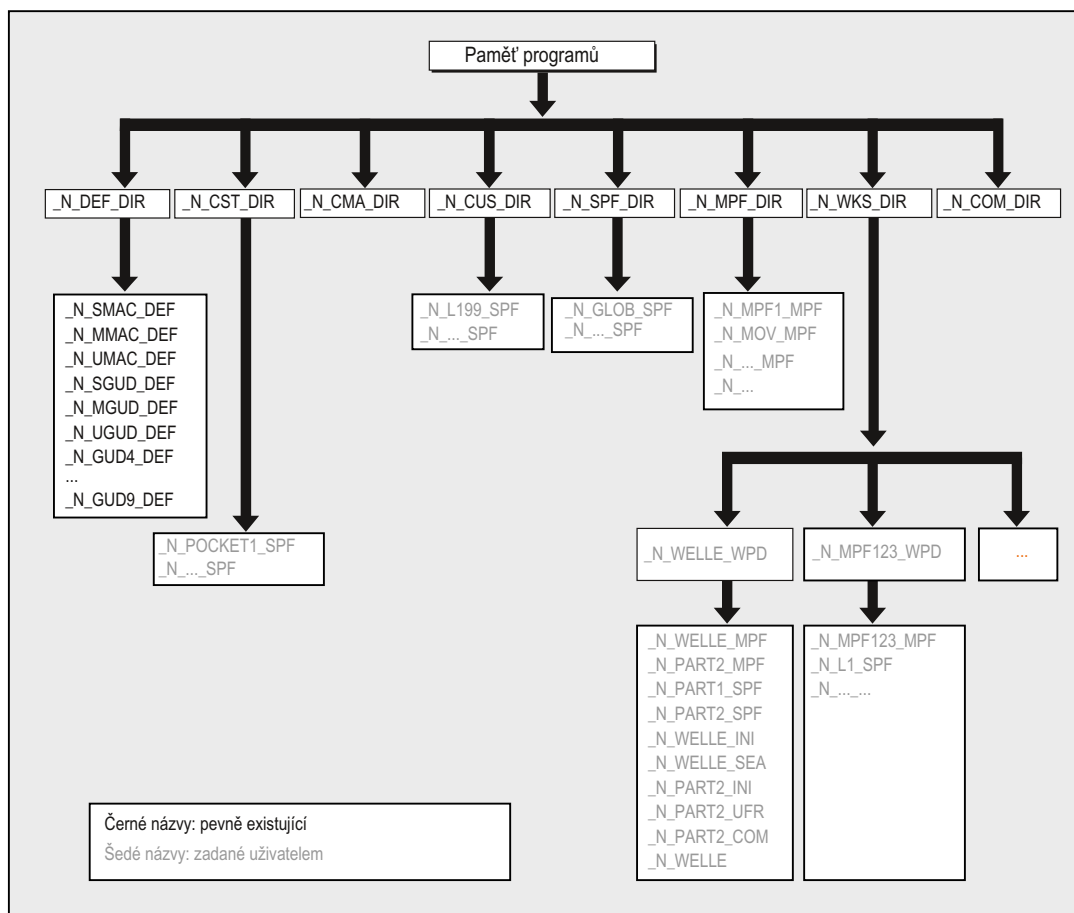 Paměť programů
_N_DEF_DIR
_N_CST_DIR
_N_CMA_DIR
_N_CUS_DIR
_N_SPF_DIR
_N_MPF_DIR
_N_WKS_DIR
_N_COM_DIR
_N_SMAC_DEF
_N_MMAC_DEF
_N_UMAC_DEF
_N_SGUD_DEF
_N_MGUD_DEF
_N_UGUD_DEF
_N_GUD4_DEF
...
_N_GUD9_DEF
_N_POCKET1_SPF
_N_..._SPF
_N_L199_SPF
_N_..._SPF
_N_GLOB_SPF
_N_..._SPF
_N_MPF1_MPF
_N_MOV_MPF
_N_..._MPF
_N_...
_N_WELLE_WPD
_N_MPF123_WPD
...
_N_WELLE_MPF
_N_PART2_MPF
_N_PART1_SPF
_N_PART2_SPF
_N_WELLE_INI
_N_WELLE_SEA
_N_PART2_INI
_N_PART2_UFR
_N_PART2_COM
_N_WELLE
_N_MPF123_MPF
_N_L1_SPF
_N_..._...
Černé názvy: pevně existující
Šedé názvy: zadané uživatelem